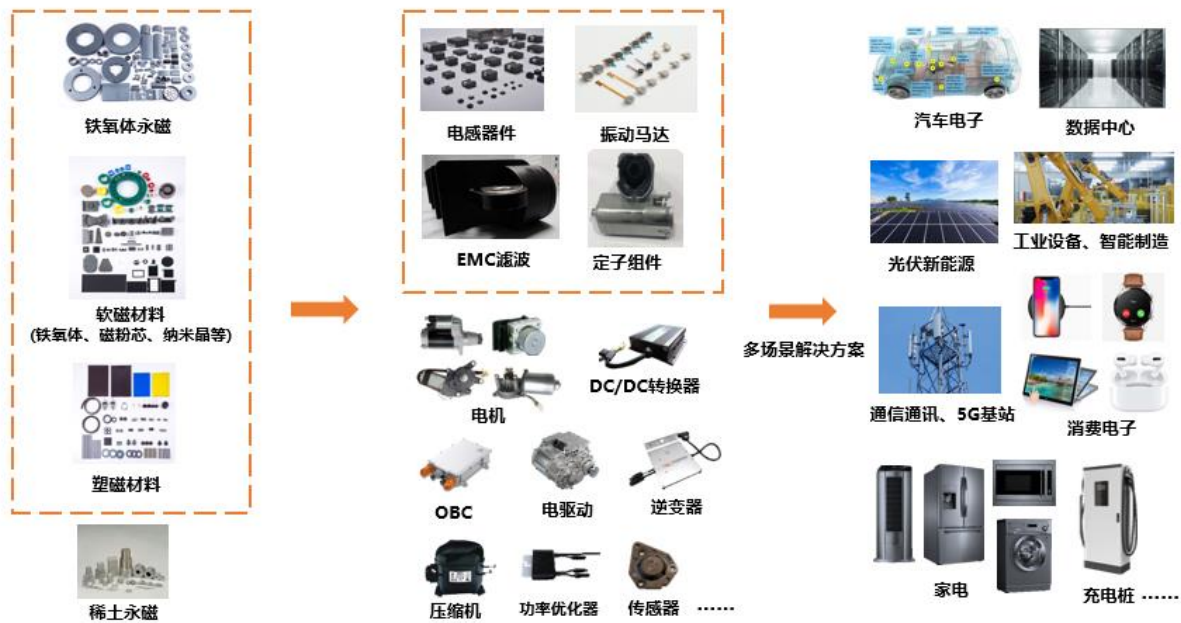 铁氧体永磁
软磁材料
(铁氧体、磁粉芯、纳米晶等)
塑磁材料
稀土永磁
电感器件
振动马达
EMC滤波
定子组件
电机
DC/DC转换器
OBC
电驱动
逆变器
压缩机
功率优化器
传感器
......
多场景解决方案
汽车电子
数据中心
光伏新能源
工业设备、智能制造
通信通讯、5G基站
消费电子
家电
充电桩
......